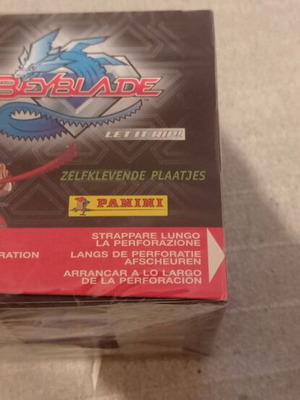 BEYBLADE
LET IT RIP!
ZELFKLEVENDE PLAATJES
PANINI
STRAPPARE LUNGO
LA PERFORAZIONE
RATION LANGS DE PERFORATIE
AFSCHEUREN
ARRANCAR A LO LARGO
DE LA PERFORACION